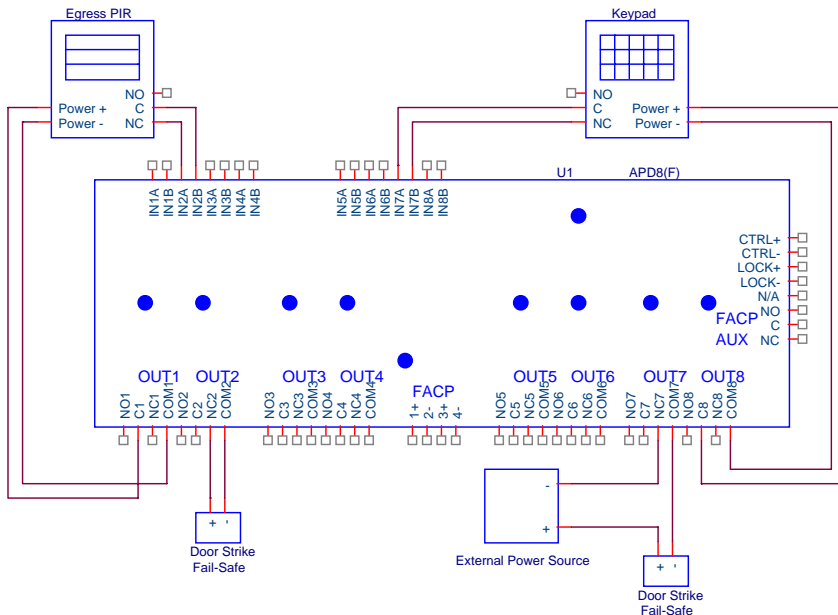 Egress PIR
Keypad
NO
C
NC
Power +
Power -
NO
C
NC
Power +
Power -
IN1A
IN1B
IN2A
IN2B
IN3A
IN3B
IN4A
IN4B
IN5A
IN5B
IN6A
IN6B
IN7A
IN7B
IN8A
IN8B
U1
APD8(F)
CTRL+
CTRL-
LOCK+
LOCK-
N/A
NO
C
NC
FACP
AUX
OUT1
OUT2
OUT3
OUT4
FACP
OUT5
OUT6
OUT7
OUT8
NO1
C1
NC1
COM1
NO2
C2
NC2
COM2
NO3
C3
NC3
COM3
NO4
C4
NC4
COM4
1+
2-
3+
4-
NO5
C5
NC5
COM5
NO6
C6
NC6
COM6
NO7
C7
NC7
COM7
NO8
C8
NC8
COM8
-
+
External Power Source
+ -
Door Strike
Fail-Safe
+ -
Door Strike
Fail-Safe